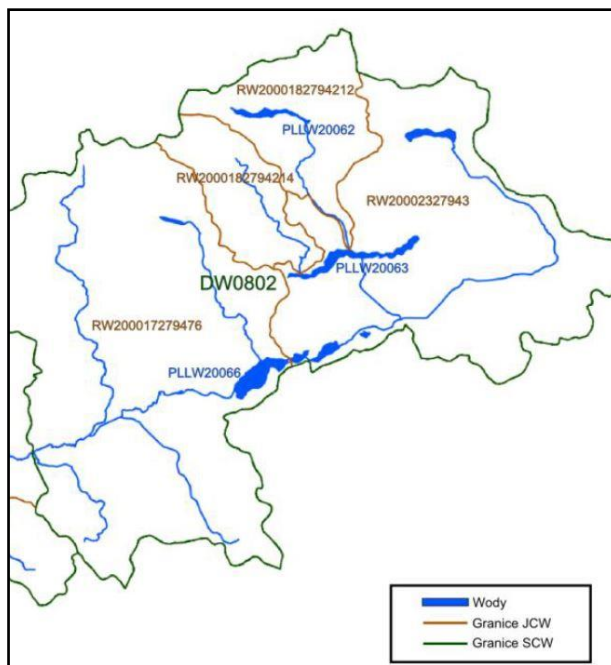 RW2000182794212
PLLW20062
RW2000182794214
RW20002327943
PLLW20063
DW0802
RW200017279476
PLLW20066
Wody
Granice JCW
Granice SCW